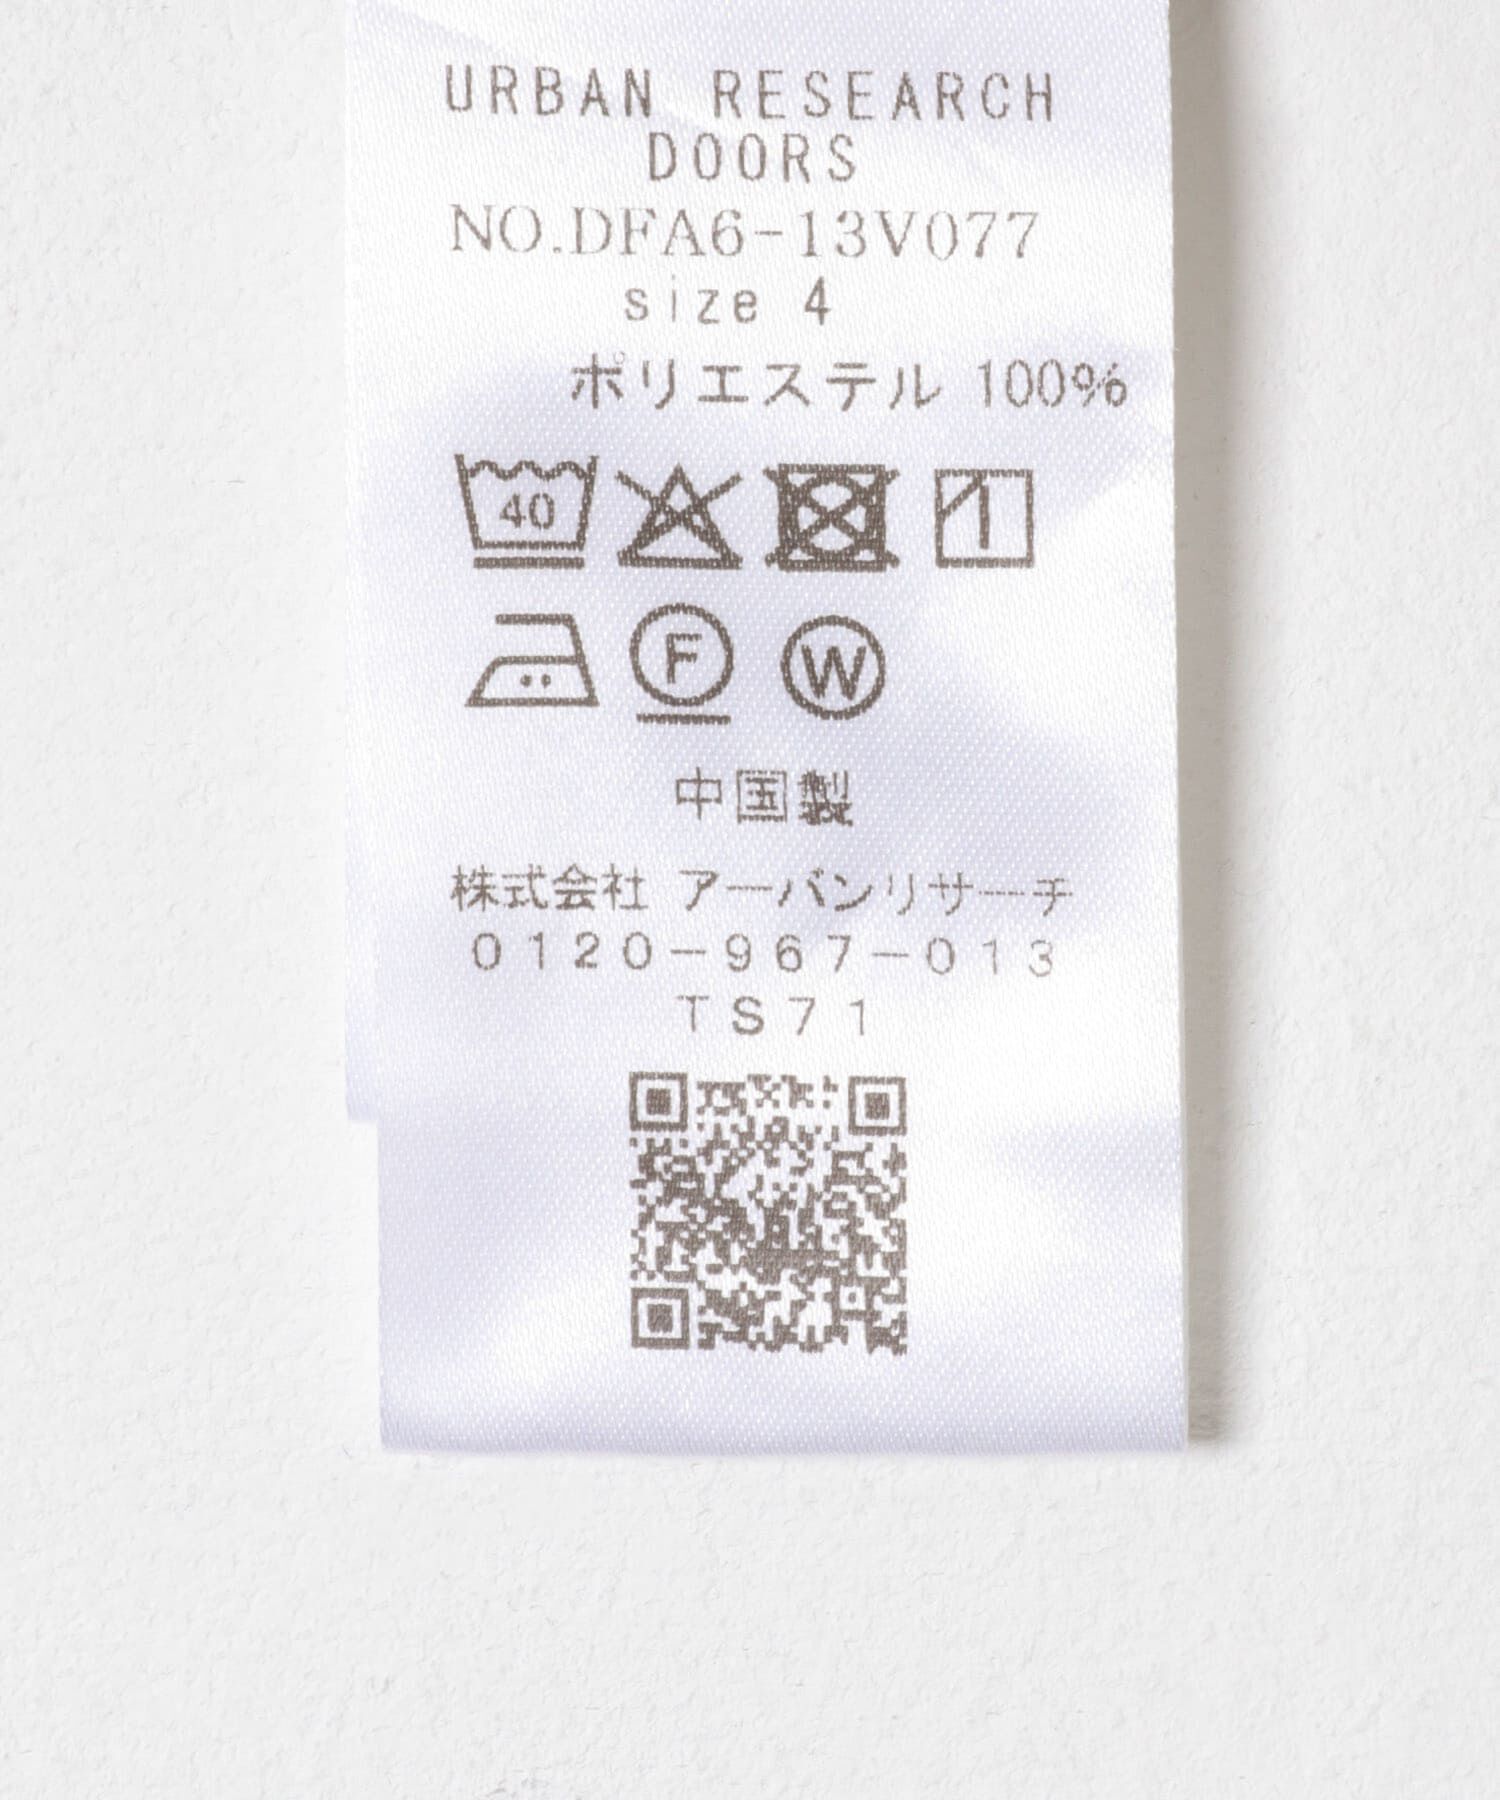 URBAN RESEARCH
DOORS
NO.DFA6-13V077
size 4
ポリエステル 100%
40
F
W
中国製
株式会社 アーバンリサーチ
0120-967-013
TS71